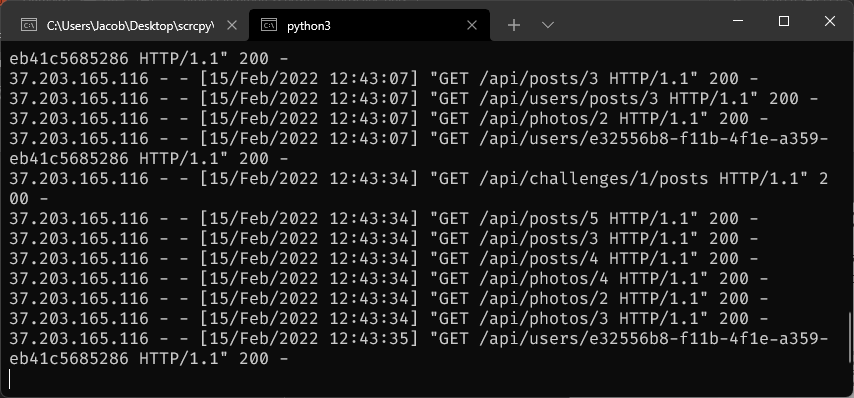 C:\Users\Jacob\Desktop\scrcpy\
python3
eb41c5685286 HTTP/1.1" 200 -
37.203.165.116 - - [15/Feb/2022 12:43:07] "GET /api/posts/3 HTTP/1.1" 200 -
37.203.165.116 - - [15/Feb/2022 12:43:07] "GET /api/users/posts/3 HTTP/1.1" 200 -
37.203.165.116 - - [15/Feb/2022 12:43:07] "GET /api/photos/2 HTTP/1.1" 200 -
37.203.165.116 - - [15/Feb/2022 12:43:07] "GET /api/users/e32556b8-f11b-4f1e-a359-
eb41c5685286 HTTP/1.1" 200 -
37.203.165.116 - - [15/Feb/2022 12:43:34] "GET /api/challenges/1/posts HTTP/1.1" 2
00 -
37.203.165.116 - - [15/Feb/2022 12:43:34] "GET /api/posts/5 HTTP/1.1" 200 -
37.203.165.116 - - [15/Feb/2022 12:43:34] "GET /api/posts/3 HTTP/1.1" 200 -
37.203.165.116 - - [15/Feb/2022 12:43:34] "GET /api/posts/4 HTTP/1.1" 200 -
37.203.165.116 - - [15/Feb/2022 12:43:34] "GET /api/photos/4 HTTP/1.1" 200 -
37.203.165.116 - - [15/Feb/2022 12:43:34] "GET /api/photos/2 HTTP/1.1" 200 -
37.203.165.116 - - [15/Feb/2022 12:43:34] "GET /api/photos/3 HTTP/1.1" 200 -
37.203.165.116 - - [15/Feb/2022 12:43:35] "GET /api/users/e32556b8-f11b-4f1e-a359-
eb41c5685286 HTTP/1.1" 200 -